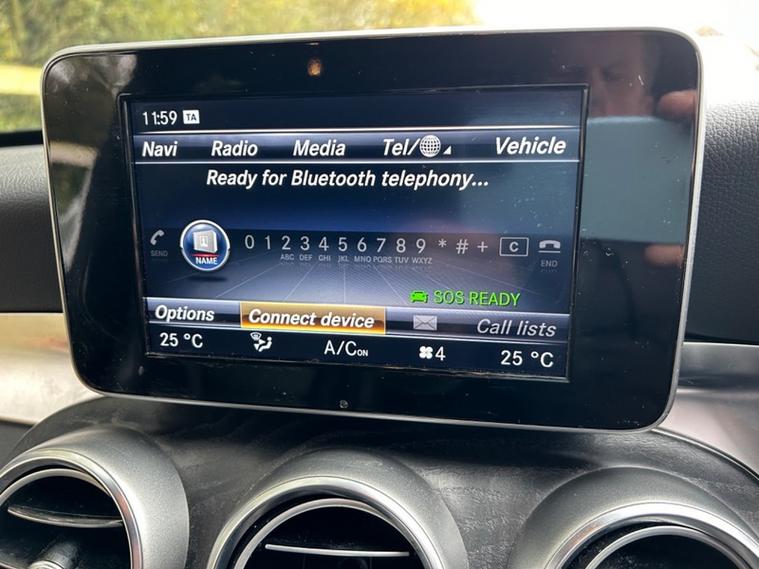 11:59 TA
Navi Radio Media Tel/ Vehicle
Ready for Bluetooth telephony...
SEND NAME 0 1 2 3 4 5 6 7 8 9 * # + C END
ABC DEF GHI JKL MNO PQRS TUV WXYZ
SOS READY
Options Connect device Call lists
25 °C A/C ON 4 25 °C